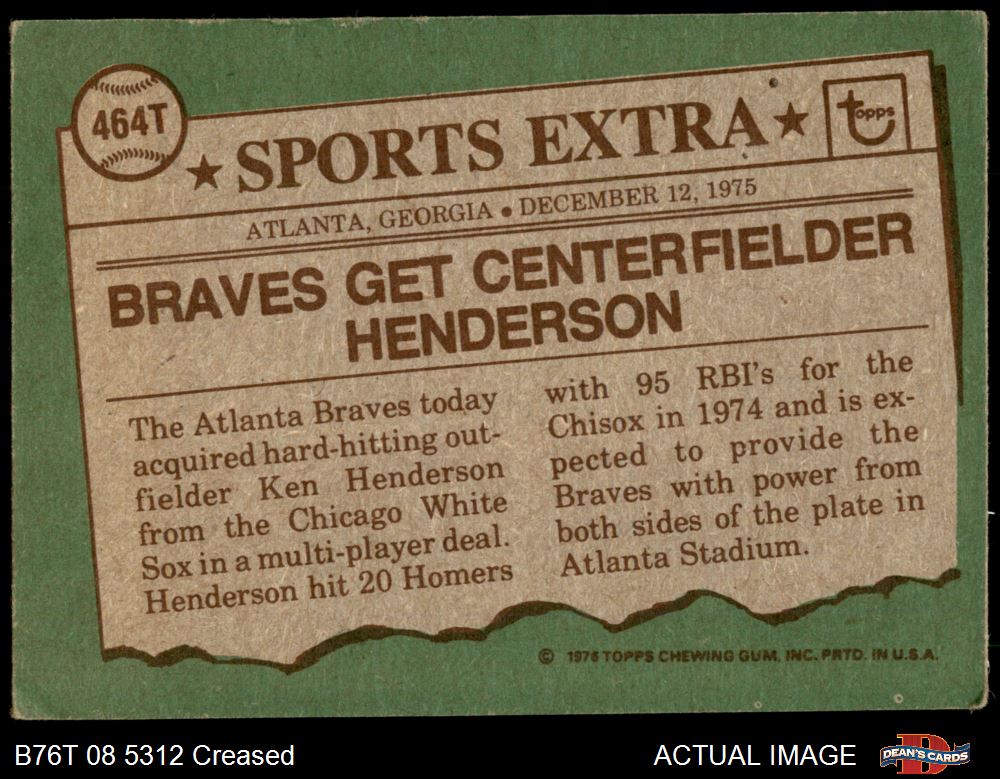 464T
★ SPORTS EXTRA ★
Topps
ATLANTA, GEORGIA • DECEMBER 12, 1975
BRAVES GET CENTERFIELDER
HENDERSON
The Atlanta Braves today
acquired hard-hitting out-
fielder Ken Henderson
from the Chicago White
Sox in a multi-player deal.
Henderson hit 20 Homers
with 95 RBI's for the
Chisox in 1974 and is ex-
pected to provide the
Braves with power from
both sides of the plate in
Atlanta Stadium.
© 1976 TOPPS CHEWING GUM, INC. PRTD. IN U.S.A.
B76T 08 5312 Creased
ACTUAL IMAGE
DEAN'S CARDS